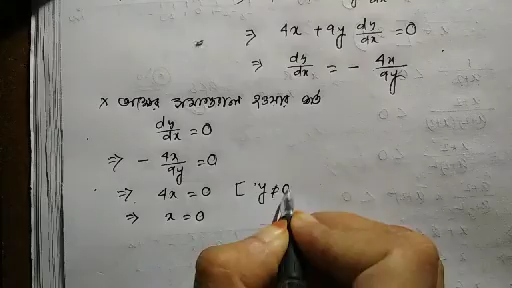 ⇒ 4x + 9y dy/dx = 0
⇒ dy/dx = - 4x/9y
x অক্ষের সমান্তরাল হওয়ার শর্ত
dy/dx = 0
⇒ - 4x/9y = 0
⇒ 4x = 0 [ ∵ y ≠ 0
⇒ x = 0